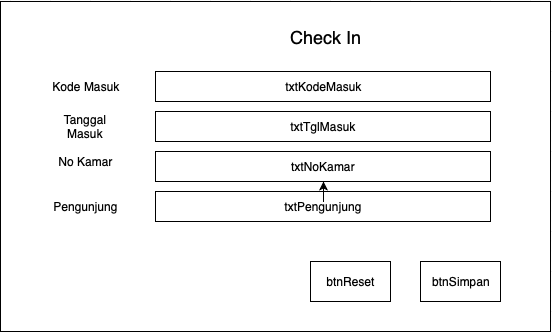 Check In
Kode Masuk
txtKodeMasuk
Tanggal
Masuk
txtTglMasuk
No Kamar
txtNoKamar
Pengunjung
txtPengunjung
btnReset
btnSimpan